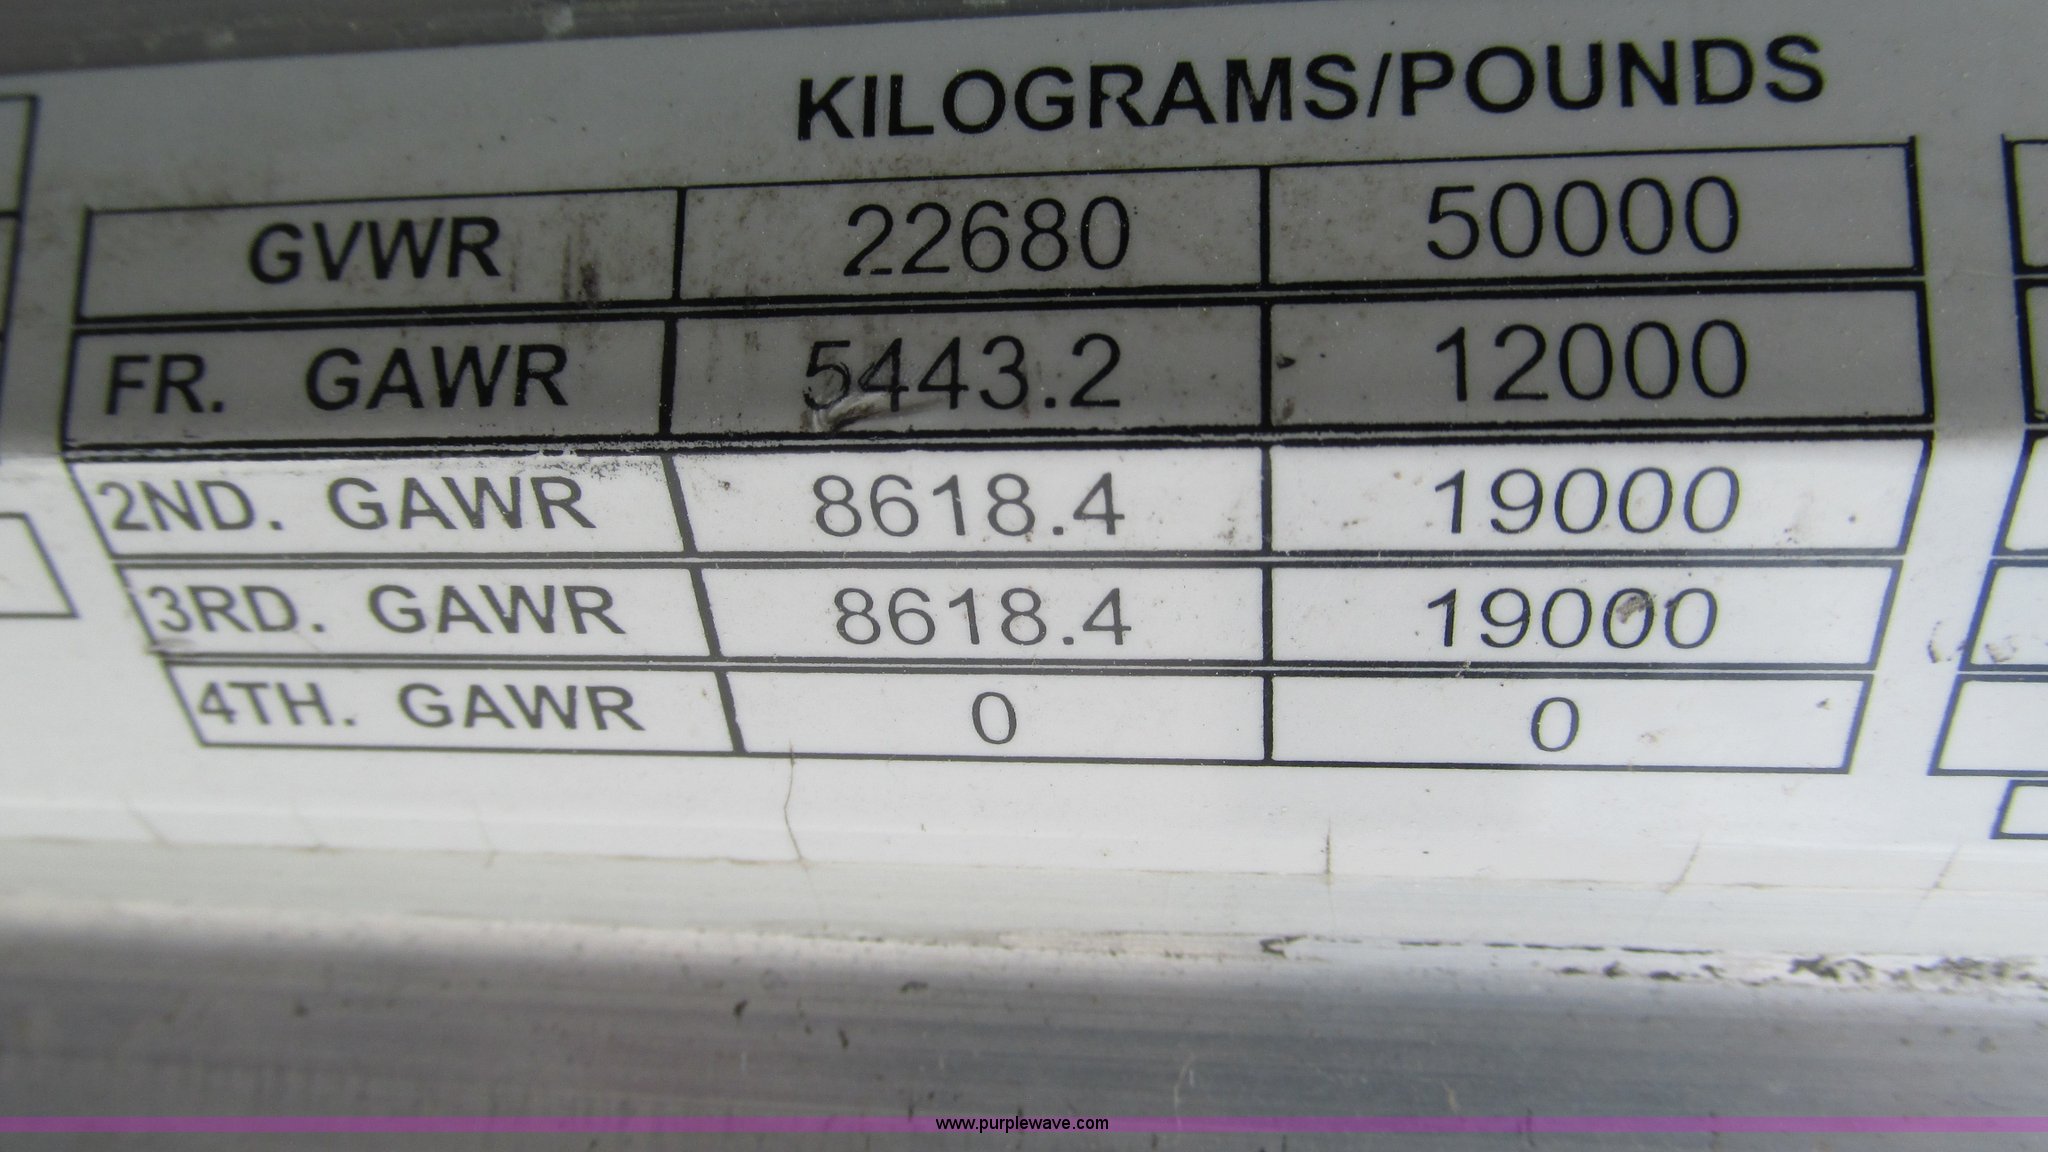 KILOGRAMS/POUNDS
GVWR 22680 50000
FR. GAWR 5443.2 12000
2ND. GAWR 8618.4 19000
3RD. GAWR 8618.4 19000
4TH. GAWR 0 0
www.purplewave.com